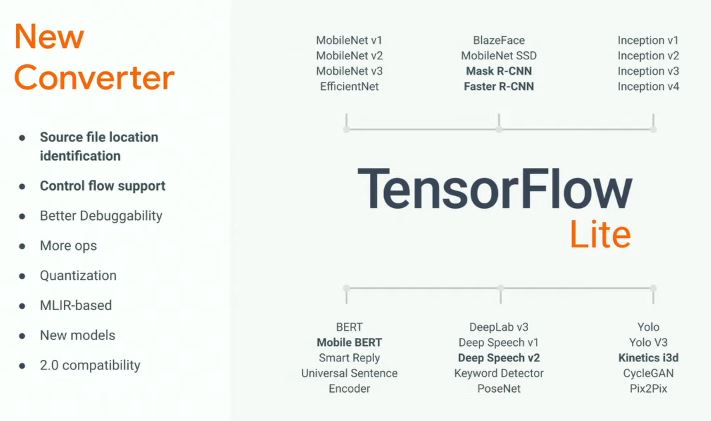 New
Converter
● Source file location
identification
● Control flow support
● Better Debuggability
● More ops
● Quantization
● MLIR-based
● New models
● 2.0 compatibility
MobileNet v1
MobileNet v2
MobileNet v3
EfficientNet
BlazeFace
MobileNet SSD
Mask R-CNN
Faster R-CNN
Inception v1
Inception v2
Inception v3
Inception v4
TensorFlow
Lite
BERT
Mobile BERT
Smart Reply
Universal Sentence
Encoder
DeepLab v3
Deep Speech v1
Deep Speech v2
Keyword Detector
PoseNet
Yolo
Yolo V3
Kinetics i3d
CycleGAN
Pix2Pix